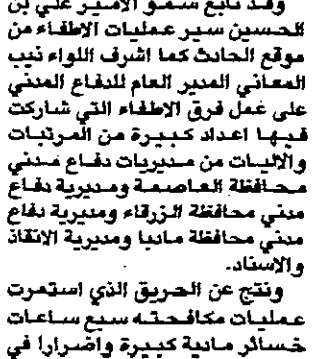 وقد تابع سمو الامير علي بن
الحسين سير عمليات الاطفاء من
موقع الحادث كما اشرف اللواء نيب
المعاني المدير العام للدفاع المدني
على عمل فرق الاطفاء التي شاركت
فيها اعداد كبيرة من المرتبات
والاليات من مديريات دفاع مدني
محافظة العاصمة ومديرية دفاع
مدني محافظة الزرقاء ومديرية دفاع
مدني محافظة مادبا ومديرية الانقاذ
والاسناد.
ونتج عن الحريق الذي استمرت
عمليات مكافحته سبع ساعات
خسائر مادية كبيرة واضرارا في